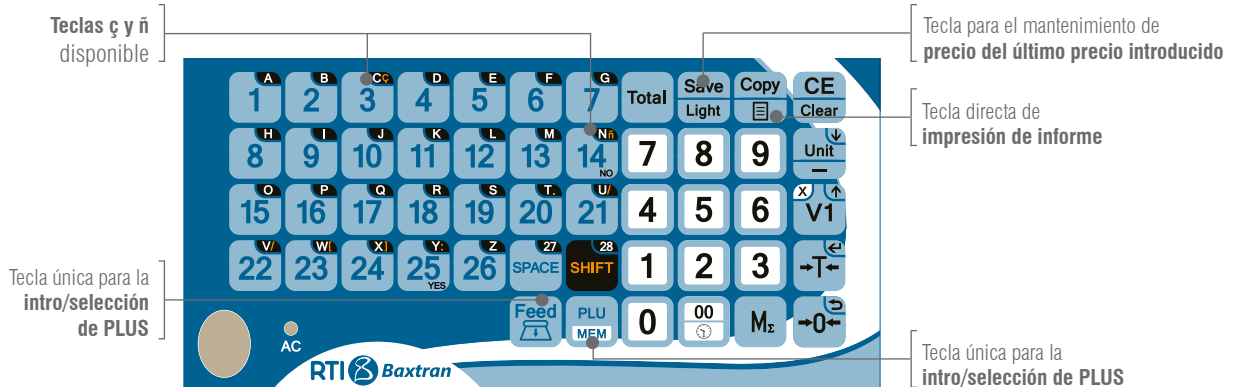 Teclas ç y ñ
disponible
Tecla para el mantenimiento de
precio del último precio introducido
Tecla directa de
impresión de informe
A B Cç D E F G
1 2 3 4 5 6 7 Total Save Light Copy CE Clear
H I J K L M Nñ
8 9 10 11 12 13 14 NO 7 8 9 Unit
O P Q R S T. U/
15 16 17 18 19 20 21 4 5 6 X V1
V/ W[ X] Y: Z 27 28
22 23 24 25 YES 26 SPACE SHIFT 1 2 3 →T←
Feed PLU MEM 0 00 MΣ →0←
AC
RTI Baxtran
Tecla única para la
intro/selección
de PLUS
Tecla única para la
intro/selección de PLUS